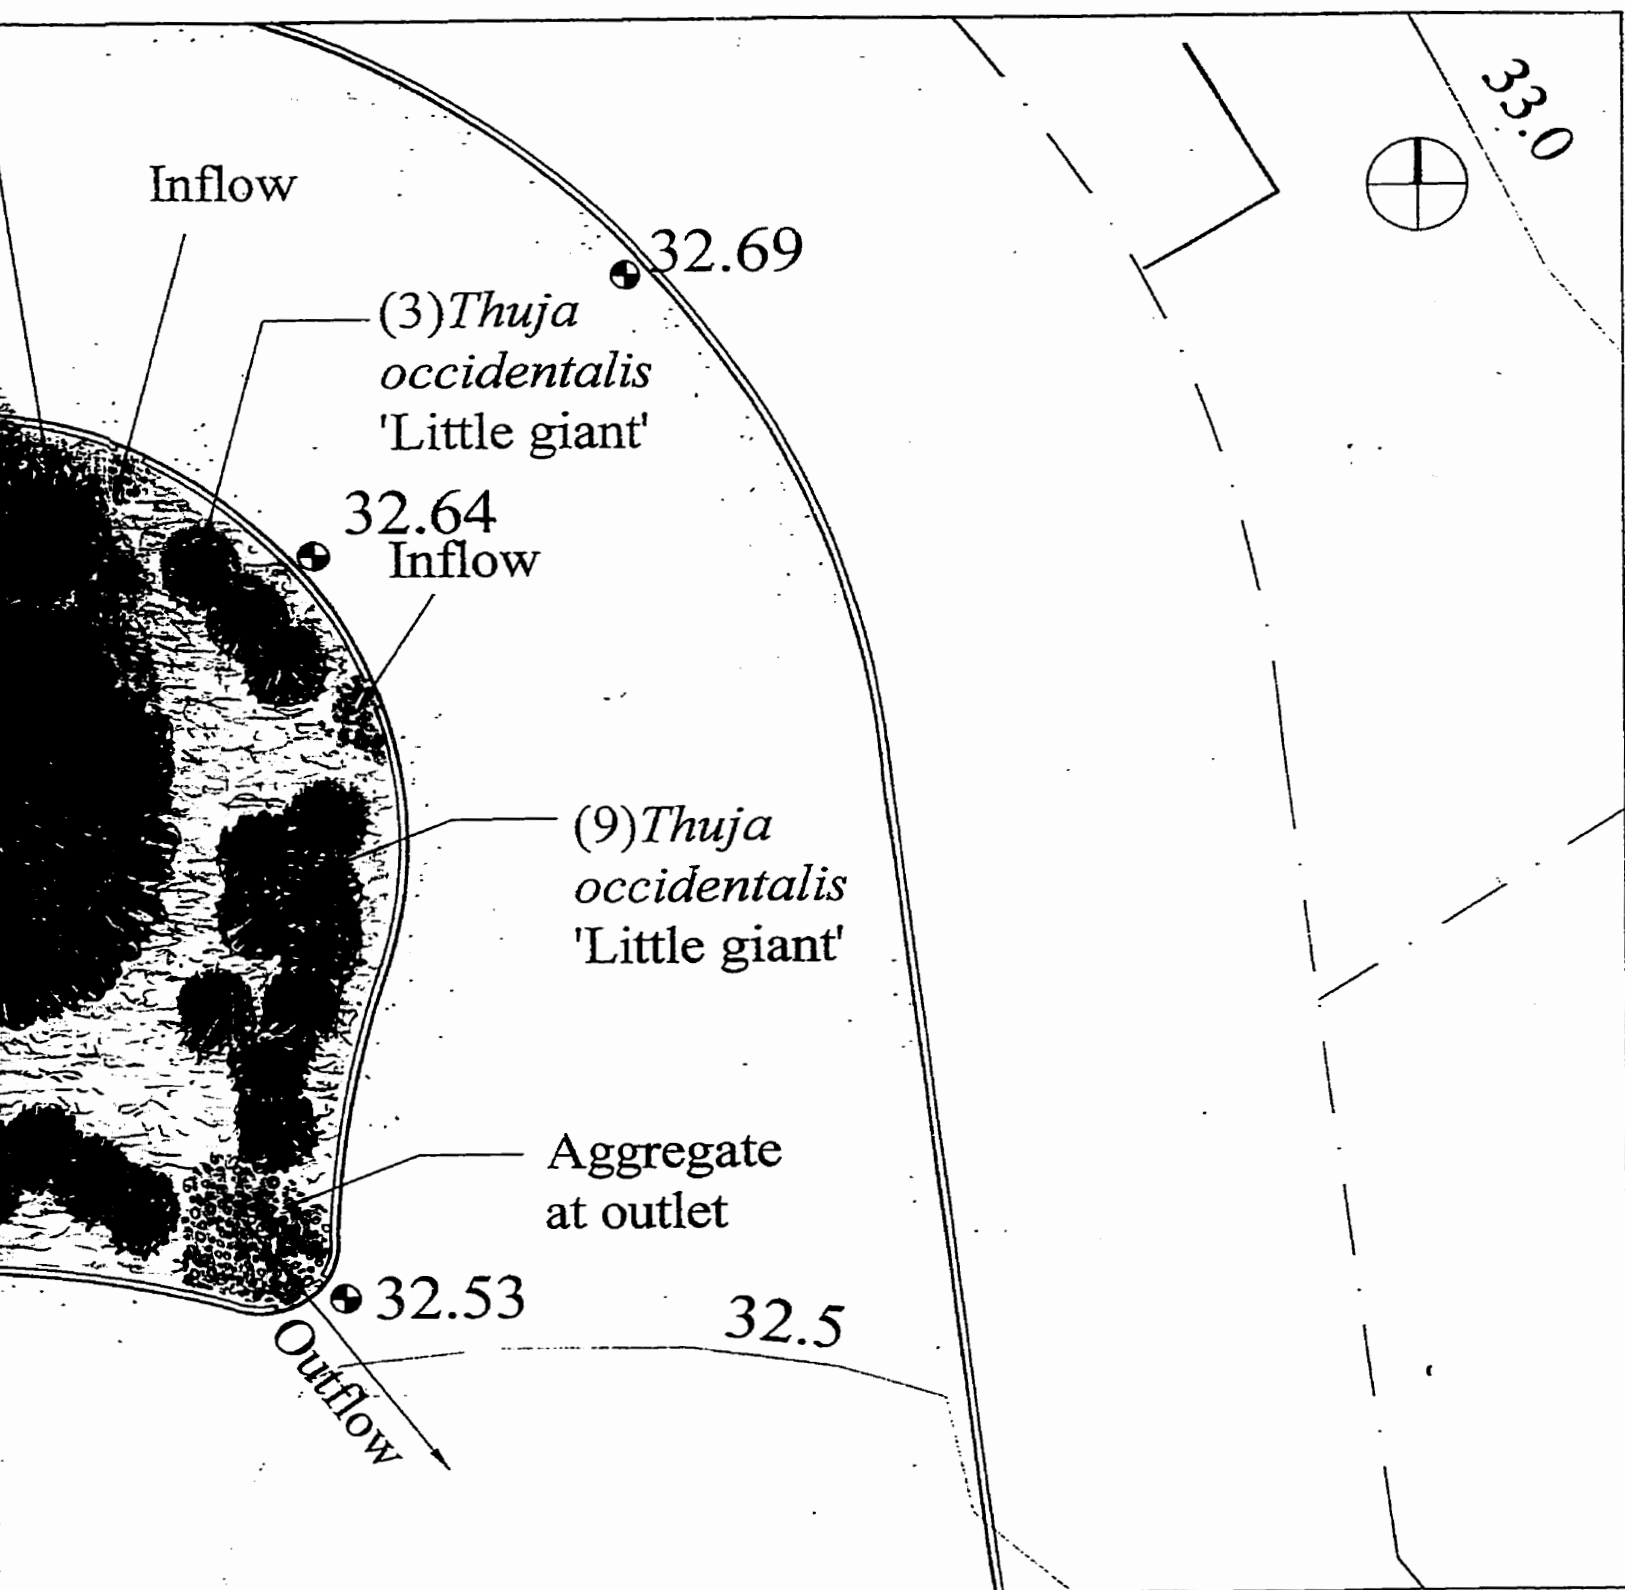 33.0
Inflow
32.69
(3)Thuja
occidentalis
'Little giant'
32.64
Inflow
(9)Thuja
occidentalis
'Little giant'
Aggregate
at outlet
32.53
32.5
Outflow